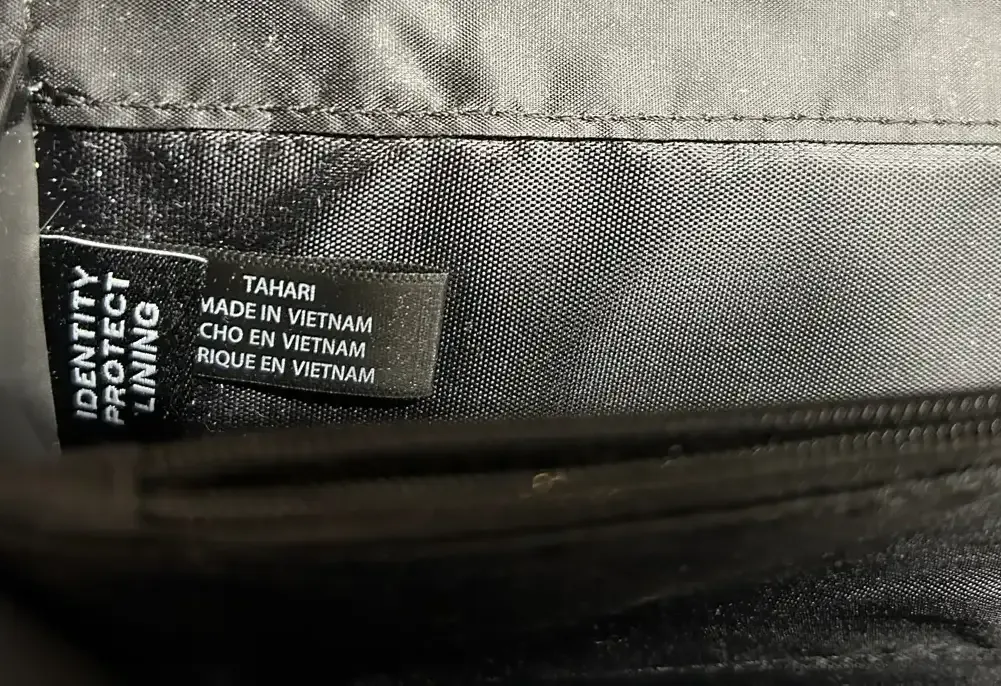 IDENTITY
PROTECT
LINING
TAHARI
MADE IN VIETNAM
CHO EN VIETNAM
RIQUE EN VIETNAM